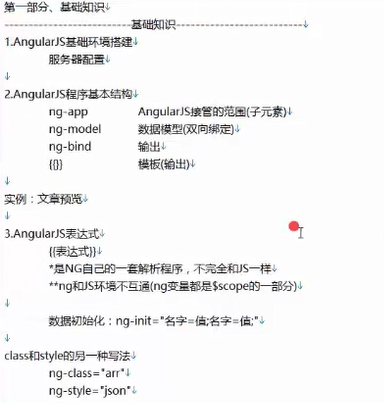 第一部分、基础知识
------------------------------基础知识------------------------------
1.AngularJS基础环境搭建
服务器配置
2.AngularJS程序基本结构
ng-app AngularJS接管的范围(子元素)
ng-model 数据模型(双向绑定)
ng-bind 输出
{{}} 模板(输出)
实例：文章预览
3.AngularJS表达式
{{表达式}}
*是NG自己的一套解析程序，不完全和JS一样
**ng和JS环境不互通(ng变量都是$scope的一部分)
数据初始化：ng-init="名字=值;名字=值;"
class和style的另一种写法
ng-class="arr"
ng-style="json"